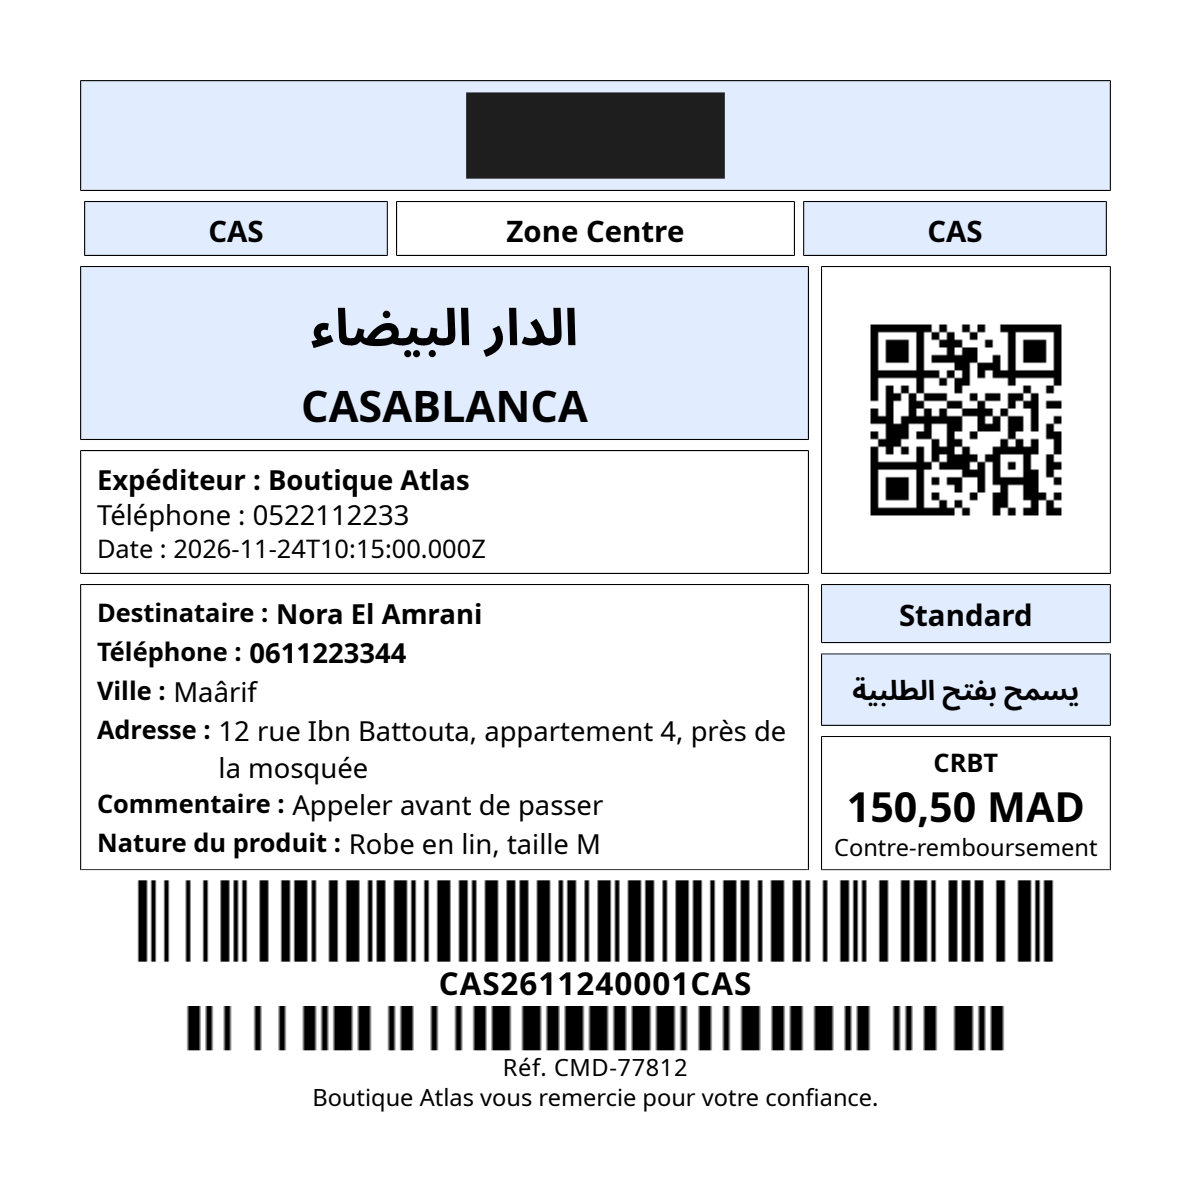 CAS
Zone Centre
CAS
الدار البيضاء
CASABLANCA
Expéditeur : Boutique Atlas
Téléphone : 0522112233
Date : 2026-11-24T10:15:00.000Z
Destinataire : Nora El Amrani
Téléphone : 0611223344
Ville : Maârif
Adresse : 12 rue Ibn Battouta, appartement 4, près de
la mosquée
Commentaire : Appeler avant de passer
Nature du produit : Robe en lin, taille M
Standard
يسمح بفتح الطلبية
CRBT
150,50 MAD
Contre-remboursement
CAS2611240001CAS
Réf. CMD-77812
Boutique Atlas vous remercie pour votre confiance.